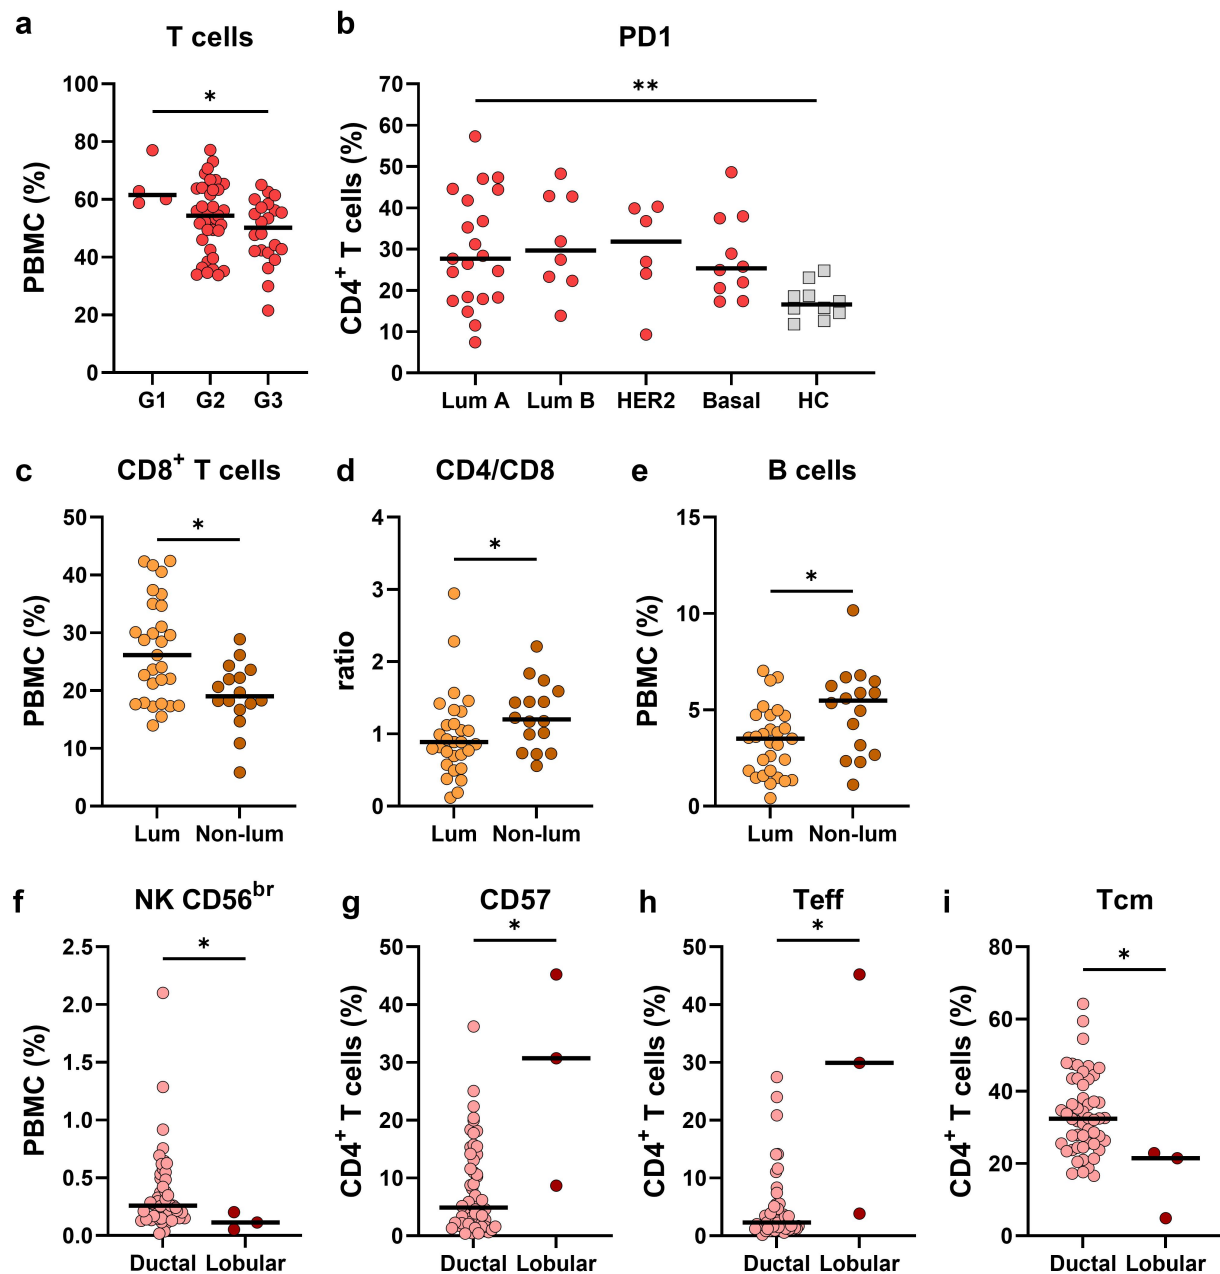 a
T cells
PBMC (%)
100
80
60
40
20
0
*
G1 G2 G3
b
PD1
CD4+ T cells (%)
70
60
50
40
30
20
10
0
**
Lum A Lum B HER2 Basal HC
c
CD8+ T cells
PBMC (%)
50
40
30
20
10
0
*
Lum Non-lum
d
CD4/CD8
ratio
4
3
2
1
0
*
Lum Non-lum
e
B cells
PBMC (%)
15
10
5
0
*
Lum Non-lum
f
NK CD56br
PBMC (%)
2.5
2.0
1.5
1.0
0.5
0.0
*
Ductal Lobular
g
CD57
CD4+ T cells (%)
50
40
30
20
10
0
*
Ductal Lobular
h
Teff
CD4+ T cells (%)
50
40
30
20
10
0
*
Ductal Lobular
i
Tcm
CD4+ T cells (%)
80
60
40
20
0
*
Ductal Lobular